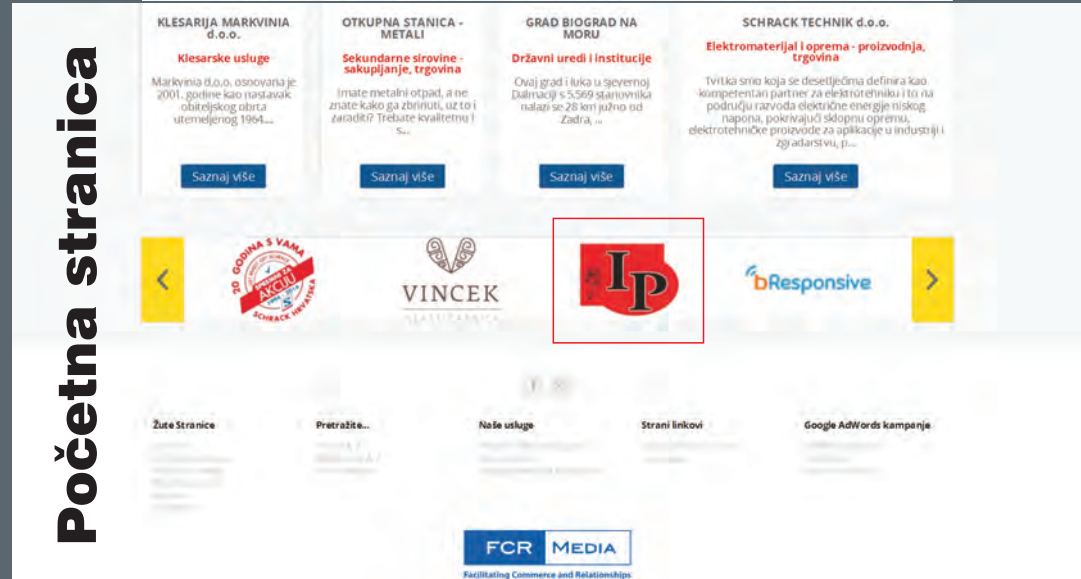 Početna stranica
KLESARIJA MARKVINIA
d.o.o.
Klesarske usluge
Markvinia d.o.o. osnovana je
2001. godine kao nastavak
obiteljskog obrta
utemeljenog 1964....
Saznaj više
OTKUPNA STANICA -
METALI
Sekundarne sirovine -
sakupljanje, trgovina
Imate metalni otpad, a ne
znate kako ga zbrinuti, uz to i
zaraditi? Trebate kvalitetnu i
s...
Saznaj više
GRAD BIOGRAD NA
MORU
Državni uredi i institucije
Ovaj grad i luka u sjevernoj
Dalmaciji s 5.569 stanovnika
nalazi se 28 km južno od
Zadra, ...
Saznaj više
SCHRACK TECHNIK d.o.o.
Elektromaterijal i oprema - proizvodnja,
trgovina
Tvrtka smo koja se desetljećima definira kao
kompetentan partner za elektrotehniku i to na
području razvoda električne energije niskog
napona, pokrivajući sklopnu opremu,
elektrotehničke proizvode za aplikacije u industriji i
zgradarstvu, p...
Saznaj više
20 GODINA S VAMA
SPREMNI ZA
AKCIJU
SCHRACK HRVATSKA
VINCEK
IP
bResponsive
Žute Stranice
Pretražite...
Naše usluge
Strani linkovi
Google AdWords kampanje
FCR MEDIA
Facilitating Commerce and Relationships